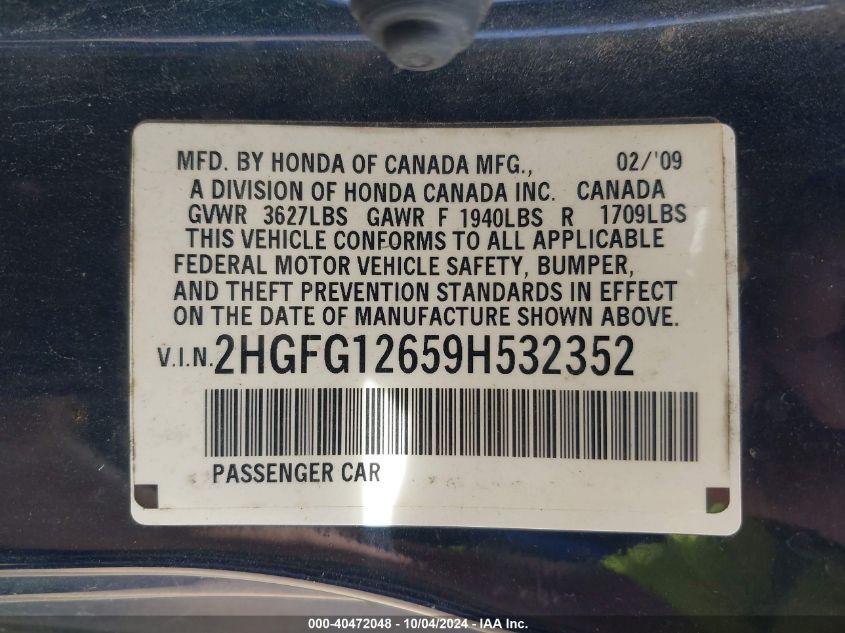 MFD. BY HONDA OF CANADA MFG., 02/'09
A DIVISION OF HONDA CANADA INC. CANADA
GVWR 3627LBS GAWR F 1940LBS R 1709LBS
THIS VEHICLE CONFORMS TO ALL APPLICABLE
FEDERAL MOTOR VEHICLE SAFETY, BUMPER,
AND THEFT PREVENTION STANDARDS IN EFFECT
ON THE DATE OF MANUFACTURE SHOWN ABOVE.
V.I.N. 2HGFG12659H532352
PASSENGER CAR
000-40472048 - 10/04/2024 - IAA Inc.